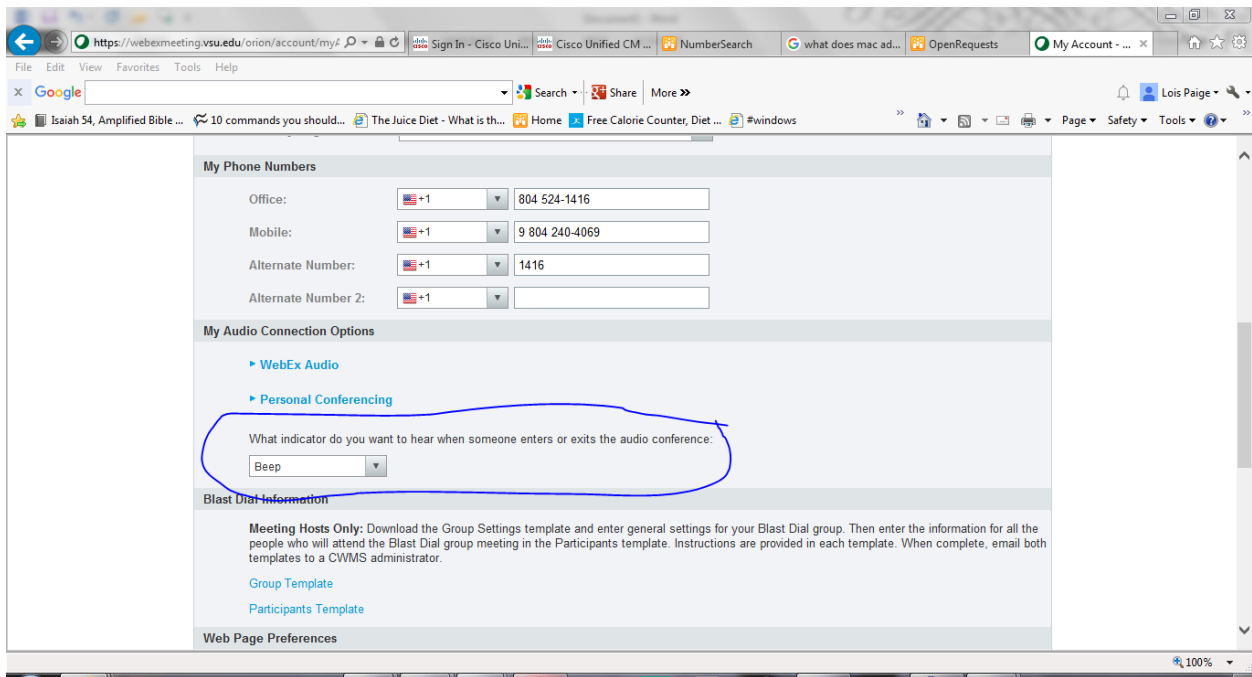 Document1 - Word
https://webexmeeting.vsu.edu/orion/account/my
Sign In - Cisco Uni...
Cisco Unified CM ...
NumberSearch
what does mac ad...
OpenRequests
My Account - ...
File Edit View Favorites Tools Help
x Google Search Share More » Lois Paige
Isaiah 54, Amplified Bible ... 10 commands you should... The Juice Diet - What is th... Home Free Calorie Counter, Diet ... #windows Page Safety Tools
My Phone Numbers
Office: +1 804 524-1416
Mobile: +1 9 804 240-4069
Alternate Number: +1 1416
Alternate Number 2: +1
My Audio Connection Options
WebEx Audio
Personal Conferencing
What indicator do you want to hear when someone enters or exits the audio conference:
Beep
Blast Dial Information
Meeting Hosts Only: Download the Group Settings template and enter general settings for your Blast Dial group. Then enter the information for all the
people who will attend the Blast Dial group meeting in the Participants template. Instructions are provided in each template. When complete, email both
templates to a CWMS administrator.
Group Template
Participants Template
Web Page Preferences
100%